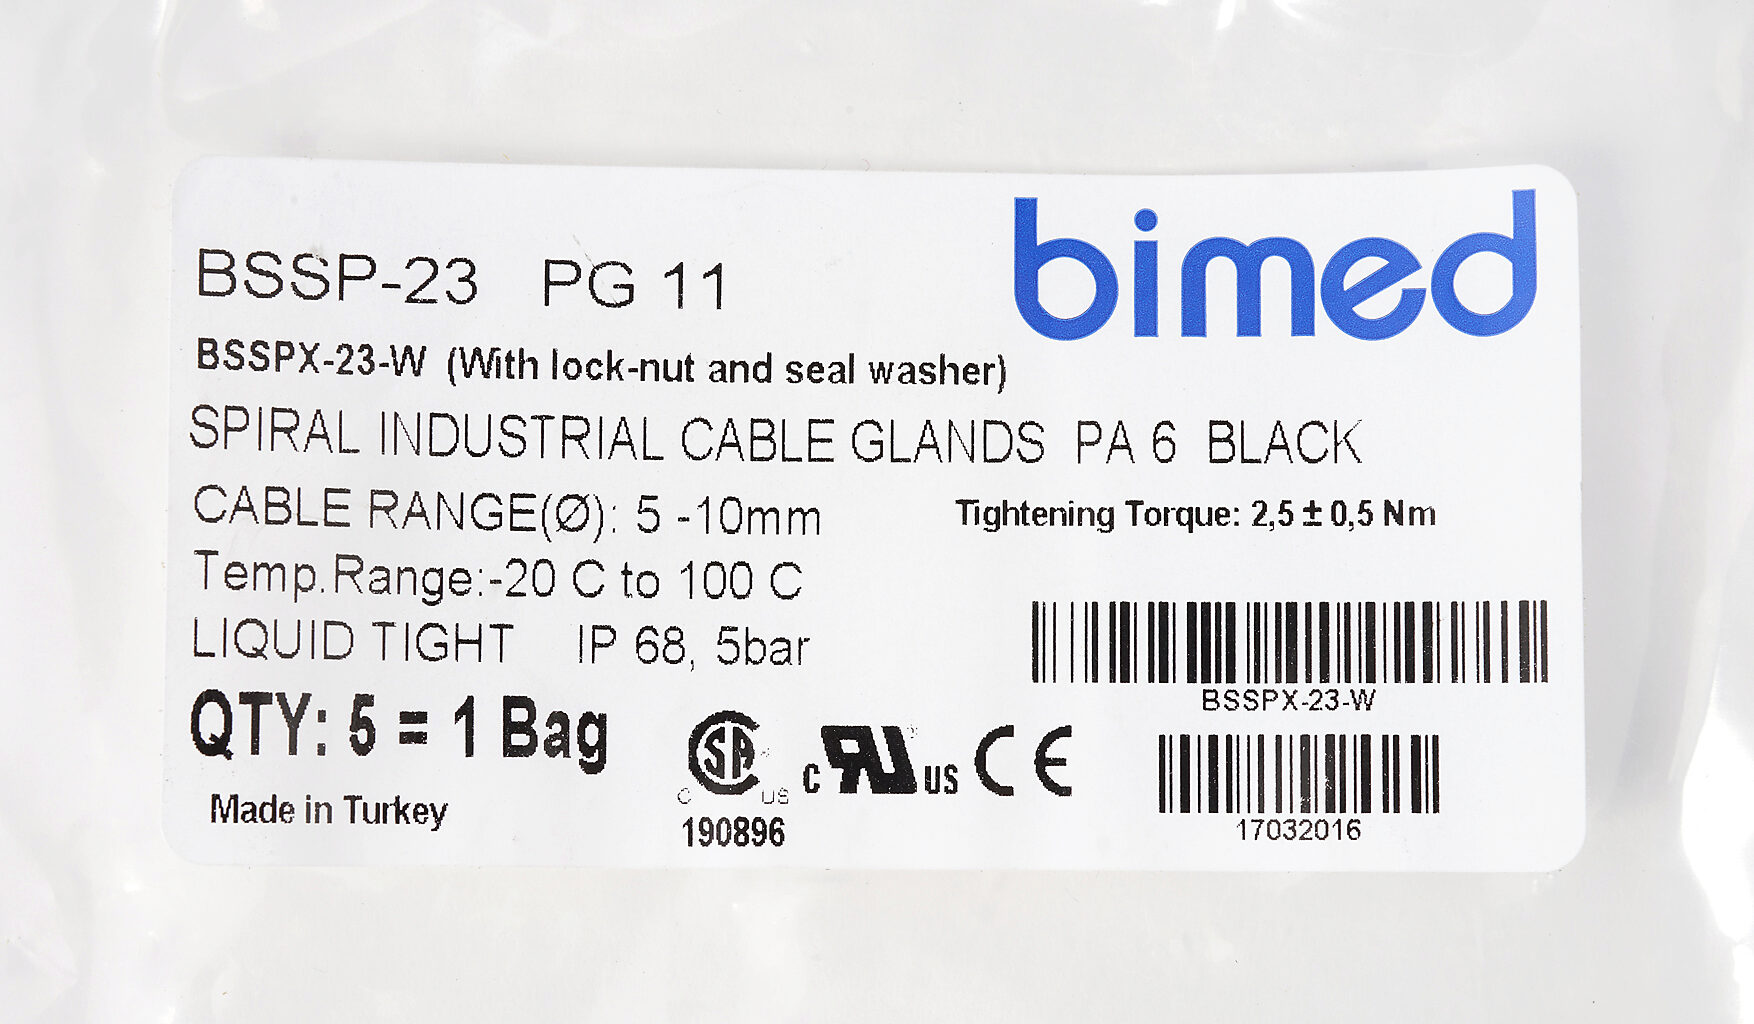 bimed
BSSP-23 PG 11
BSSPX-23-W (With lock-nut and seal washer)
SPIRAL INDUSTRIAL CABLE GLANDS PA 6 BLACK
CABLE RANGE(Ø): 5 -10mm
Tightening Torque: 2,5 ± 0,5 Nm
Temp.Range:-20 C to 100 C
LIQUID TIGHT IP 68, 5bar
BSSPX-23-W
QTY: 5 = 1 Bag
SA
C US
190896
C RU US
CE
17032016
Made in Turkey